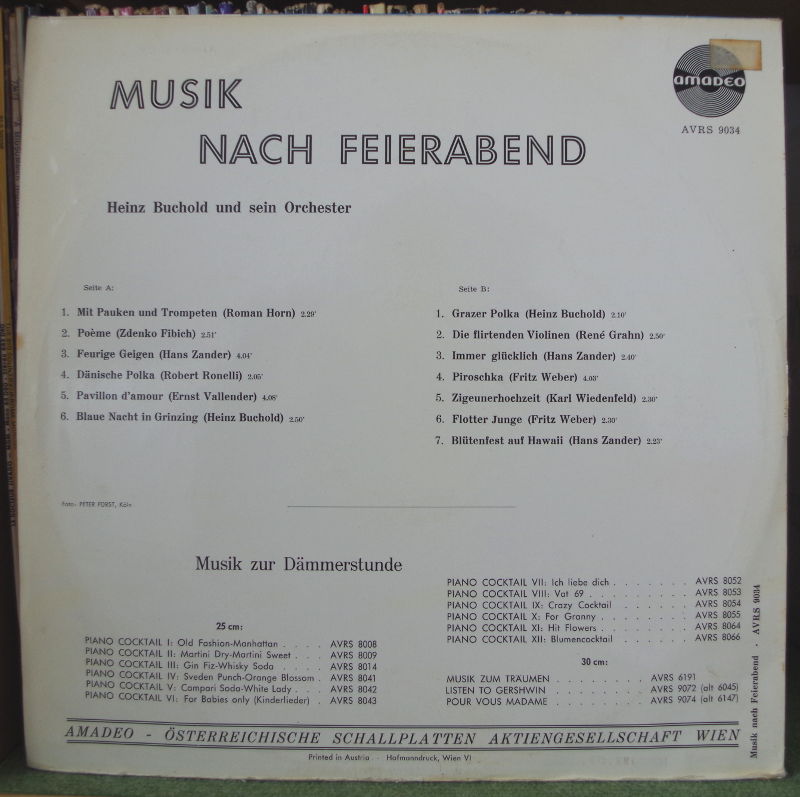 MUSIK
NACH FEIERABEND
amadeo
AVRS 9034
Heinz Buchold und sein Orchester
Seite A:
1. Mit Pauken und Trompeten (Roman Horn) 2.29'
2. Poème (Zdenko Fibich) 2.51'
3. Feurige Geigen (Hans Zander) 4.04'
4. Dänische Polka (Robert Ronelli) 2.05'
5. Pavillon d'amour (Ernst Vallender) 4.08'
6. Blaue Nacht in Grinzing (Heinz Buchold) 2.50'
Seite B:
1. Grazer Polka (Heinz Buchold) 2.10'
2. Die flirtenden Violinen (René Grahn) 2.50'
3. Immer glücklich (Hans Zander) 2.40'
4. Piroschka (Fritz Weber) 4.03'
5. Zigeunerhochzeit (Karl Wiedenfeld) 2.30'
6. Flotter Junge (Fritz Weber) 2.30'
7. Blütenfest auf Hawaii (Hans Zander) 2.23'
Foto: PETER FÜRST, Köln
Musik zur Dämmerstunde
25 cm:
PIANO COCKTAIL I: Old Fashion-Manhattan . . . . AVRS 8008
PIANO COCKTAIL II: Martini Dry-Martini Sweet . . . AVRS 8009
PIANO COCKTAIL III: Gin Fiz-Whisky Soda . . . . . AVRS 8014
PIANO COCKTAIL IV: Sveden Punch-Orange Blossom . AVRS 8041
PIANO COCKTAIL V: Campari Soda-White Lady . . . . AVRS 8042
PIANO COCKTAIL VI: For Babies only (Kinderlieder) . AVRS 8043
PIANO COCKTAIL VII: Ich liebe dich . . . . . . . AVRS 8052
PIANO COCKTAIL VIII: Vat 69 . . . . . . . . . AVRS 8053
PIANO COCKTAIL IX: Crazy Cocktail . . . . . . . AVRS 8054
PIANO COCKTAIL X: For Granny . . . . . . . . AVRS 8055
PIANO COCKTAIL XI: Hit Flowers . . . . . . . . AVRS 8064
PIANO COCKTAIL XII: Blumencocktail . . . . . . AVRS 8066
30 cm:
MUSIK ZUM TRÄUMEN . . . . . . . . AVRS 6191
LISTEN TO GERSHWIN . . . . . . . . AVRS 9072 (alt 6045)
POUR VOUS MADAME . . . . . . . . AVRS 9074 (alt 6147)
AMADEO - ÖSTERREICHISCHE SCHALLPLATTEN AKTIENGESELLSCHAFT WIEN
Printed in Austria - Hofmanndruck, Wien VI
Musik nach Feierabend . AVRS 9034